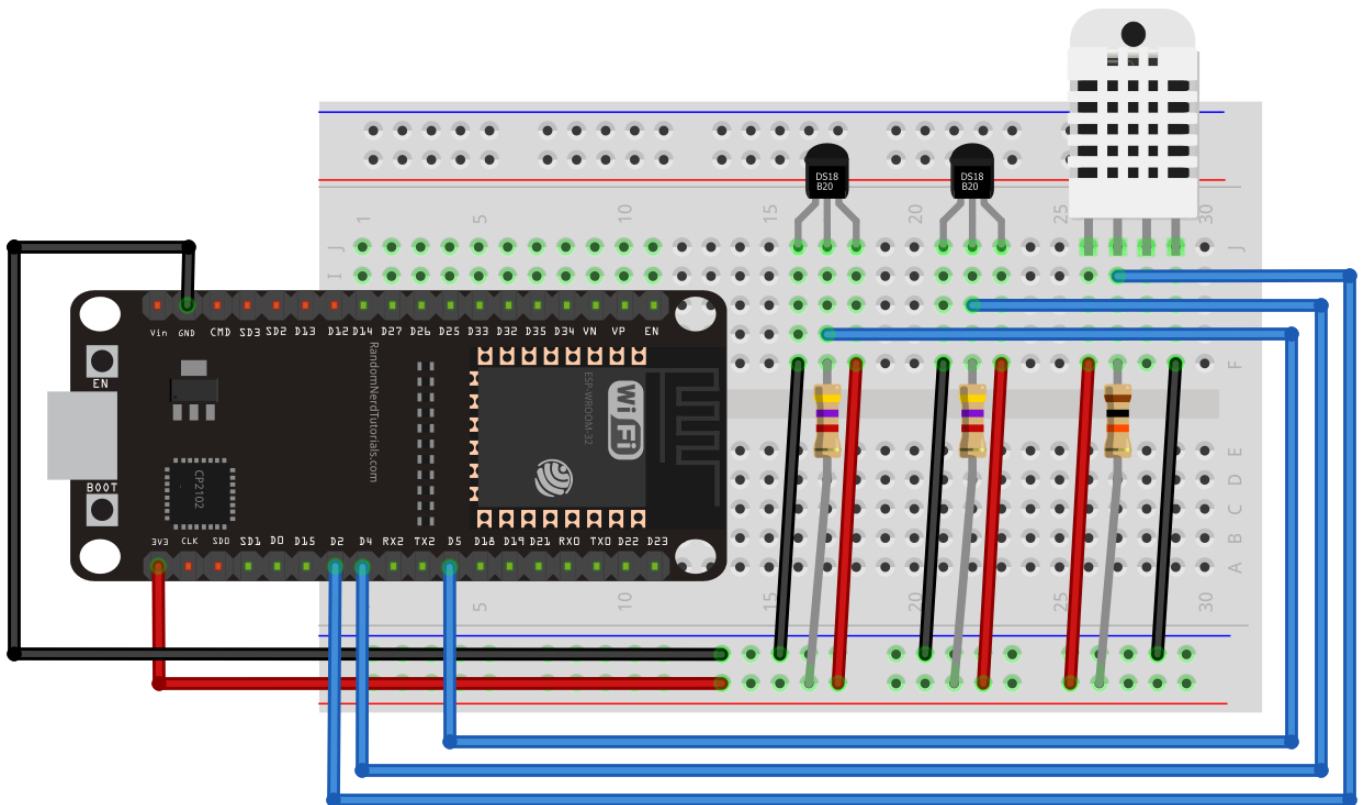 DS18
B20
DS18
B20
1 5 10 15 20 25 30
J
I
Vin GND CMD SD3 SD2 D13 D12 D14 D27 D26 D25 D33 D32 D35 D34 VN VP EN
EN
RandomNerdTutorials.com
ESP-WROOM-32
WiFi
F
CP2102
BOOT
E
D
C
B
A
3V3 CLK SD0 SD1 D0 D15 D2 D4 RX2 TX2 D5 D18 D19 D21 RX0 TX0 D22 D23
5 10 15 20 25 30
J